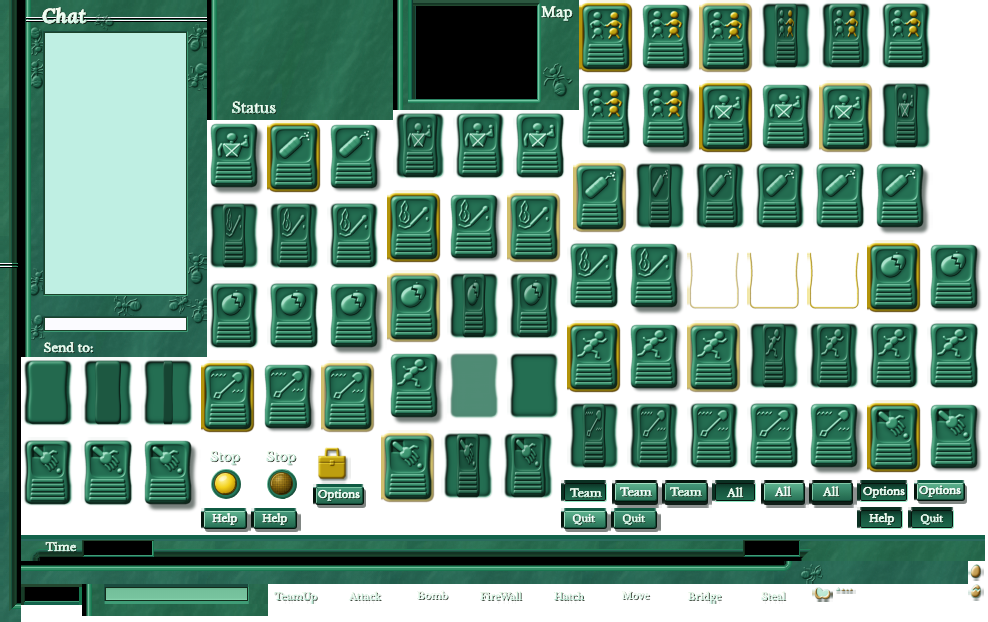 Chat
Map
Status
Send to:
Stop
Stop
Options
Team
Team
Team
All
All
All
Options
Options
Help
Help
Quit
Quit
Help
Quit
Time
TeamUp
Attack
Bomb
FireWall
Hatch
Move
Bridge
Steal